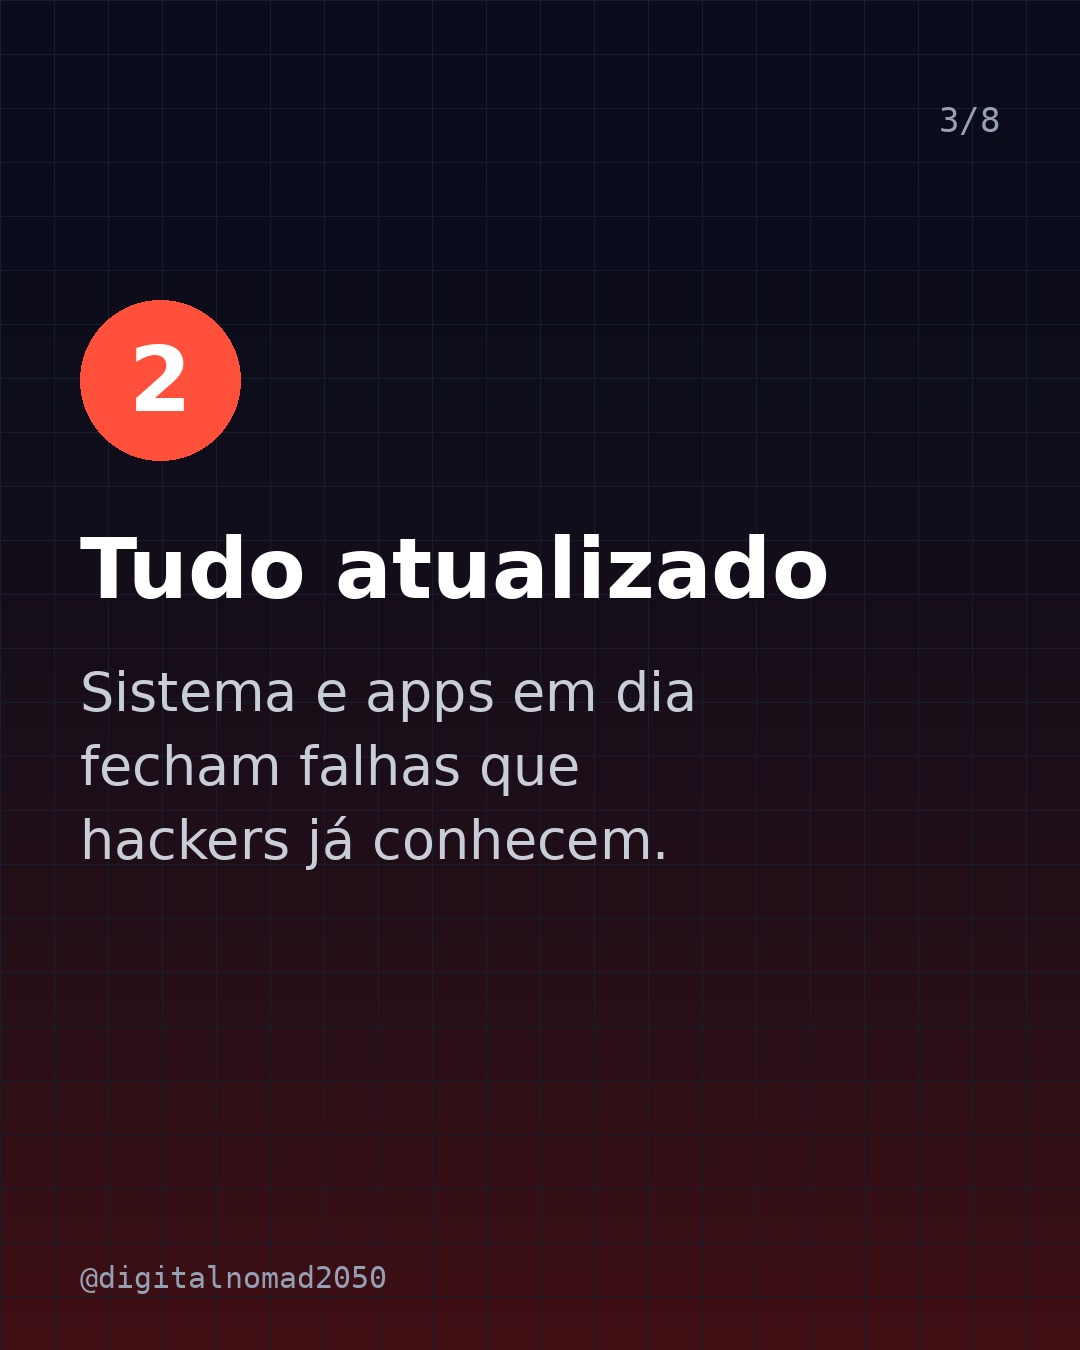 3/8
2
Tudo atualizado
Sistema e apps em dia
fecham falhas que
hackers já conhecem.
@digitalnomad2050